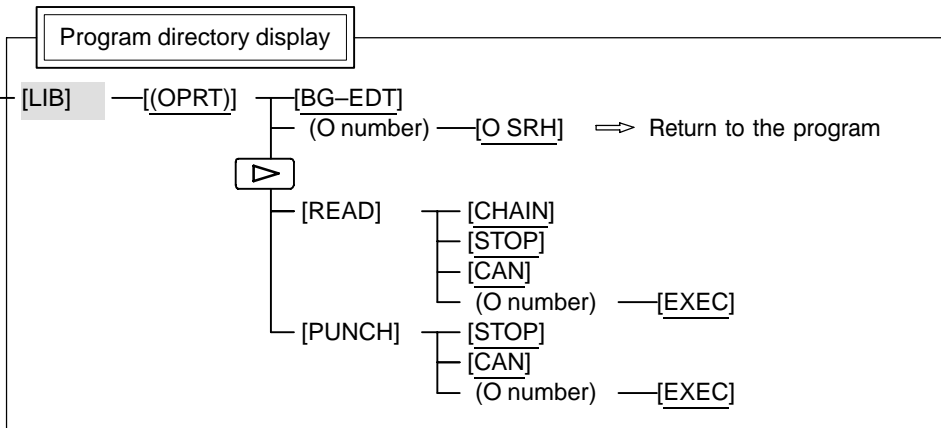 Program directory display
[LIB] [(OPRT)] [BG–EDT]
(O number) [O SRH] Return to the program
[READ] [CHAIN]
[STOP]
[CAN]
(O number) [EXEC]
[PUNCH] [STOP]
[CAN]
(O number) [EXEC]